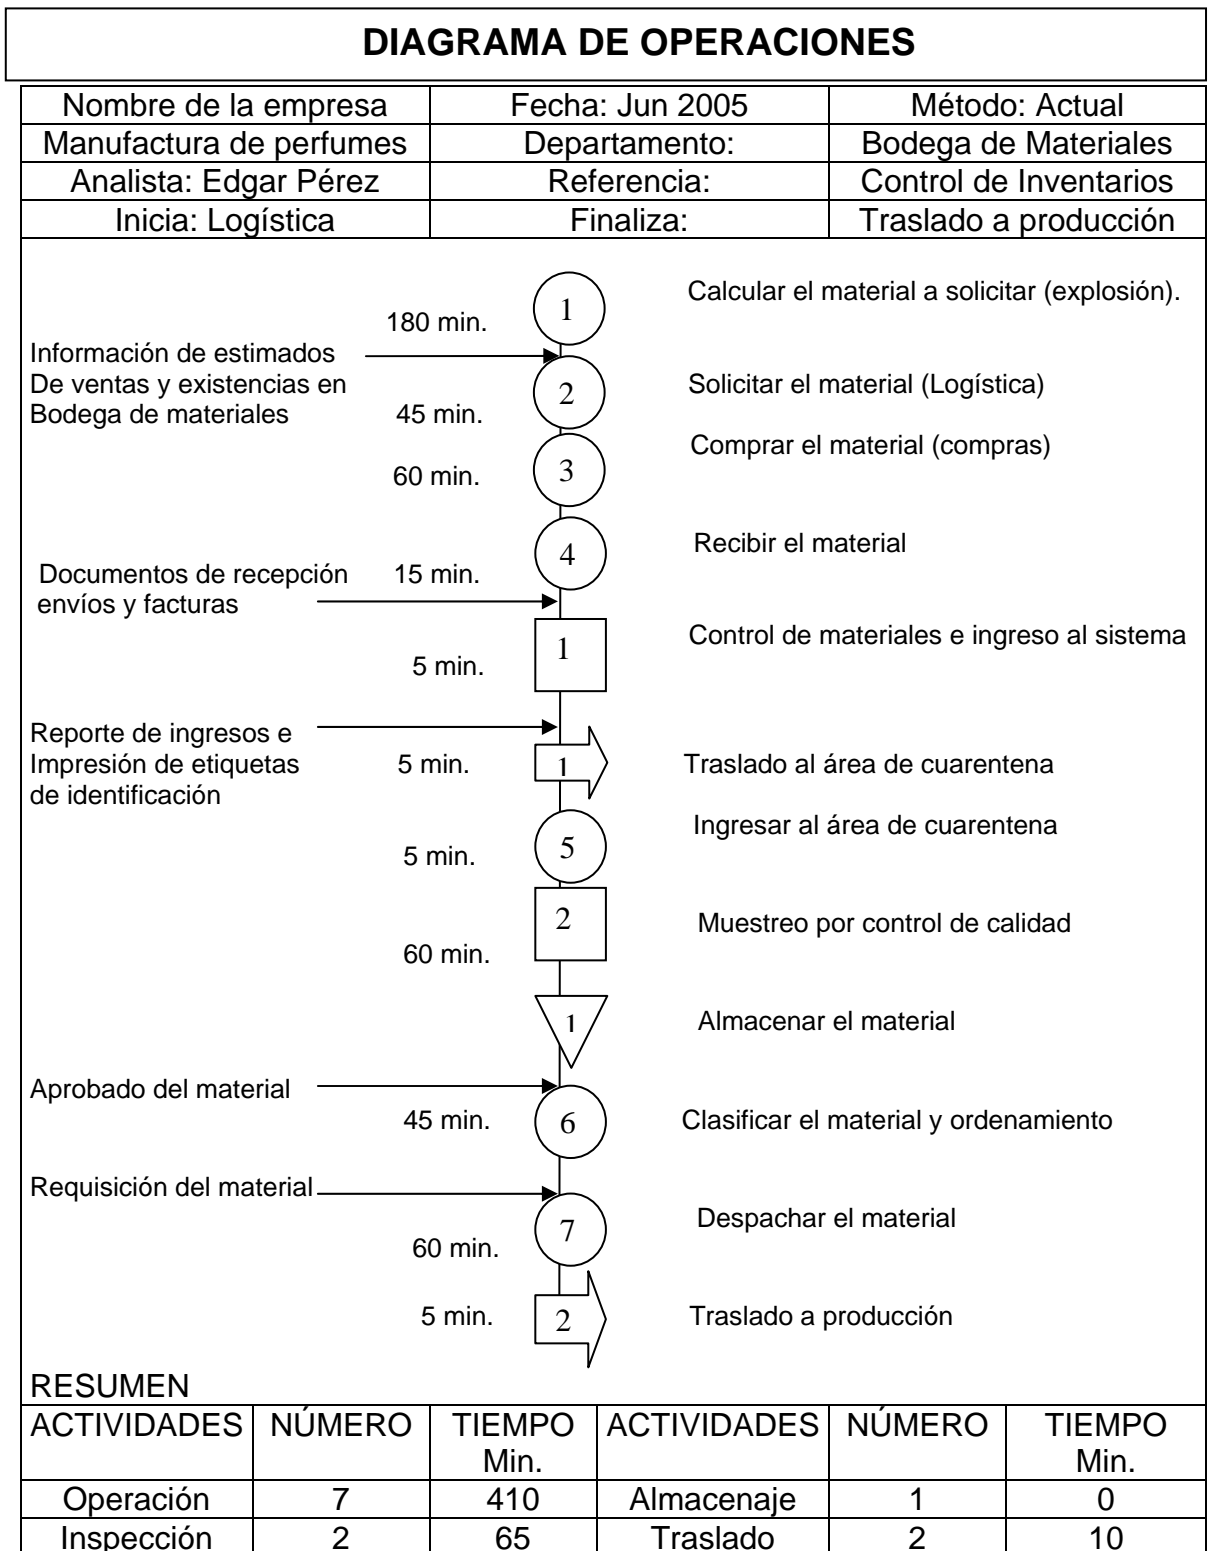 DIAGRAMA DE OPERACIONES
Nombre de la empresa Fecha: Jun 2005 Método: Actual
Manufactura de perfumes Departamento: Bodega de Materiales
Analista: Edgar Pérez Referencia: Control de Inventarios
Inicia: Logística Finaliza: Traslado a producción
1 Calcular el material a solicitar (explosión).
180 min.
Información de estimados
De ventas y existencias en 2 Solicitar el material (Logística)
Bodega de materiales 45 min.
Comprar el material (compras)
60 min. 3
4 Recibir el material
Documentos de recepción 15 min.
envíos y facturas
1 Control de materiales e ingreso al sistema
5 min.
Reporte de ingresos e
Impresión de etiquetas 5 min. 1 Traslado al área de cuarentena
de identificación
Ingresar al área de cuarentena
5 min. 5
2 Muestreo por control de calidad
60 min.
1 Almacenar el material
Aprobado del material
45 min. 6 Clasificar el material y ordenamiento
Requisición del material
7 Despachar el material
60 min.
5 min. 2 Traslado a producción
RESUMEN
ACTIVIDADES NÚMERO TIEMPO ACTIVIDADES NÚMERO TIEMPO
Min. Min.
Operación 7 410 Almacenaje 1 0
Inspección 2 65 Traslado 2 10